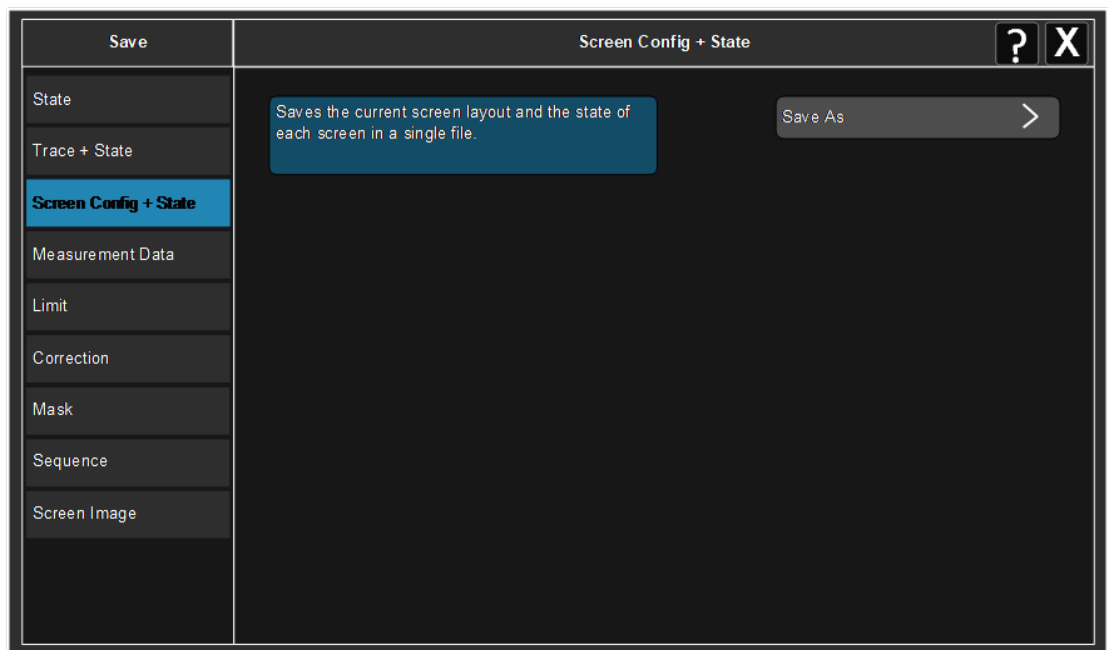 Save
Screen Config + State
? X
State
Trace + State
Screen Config + State
Measurement Data
Limit
Correction
Mask
Sequence
Screen Image
Saves the current screen layout and the state of
each screen in a single file.
Save As